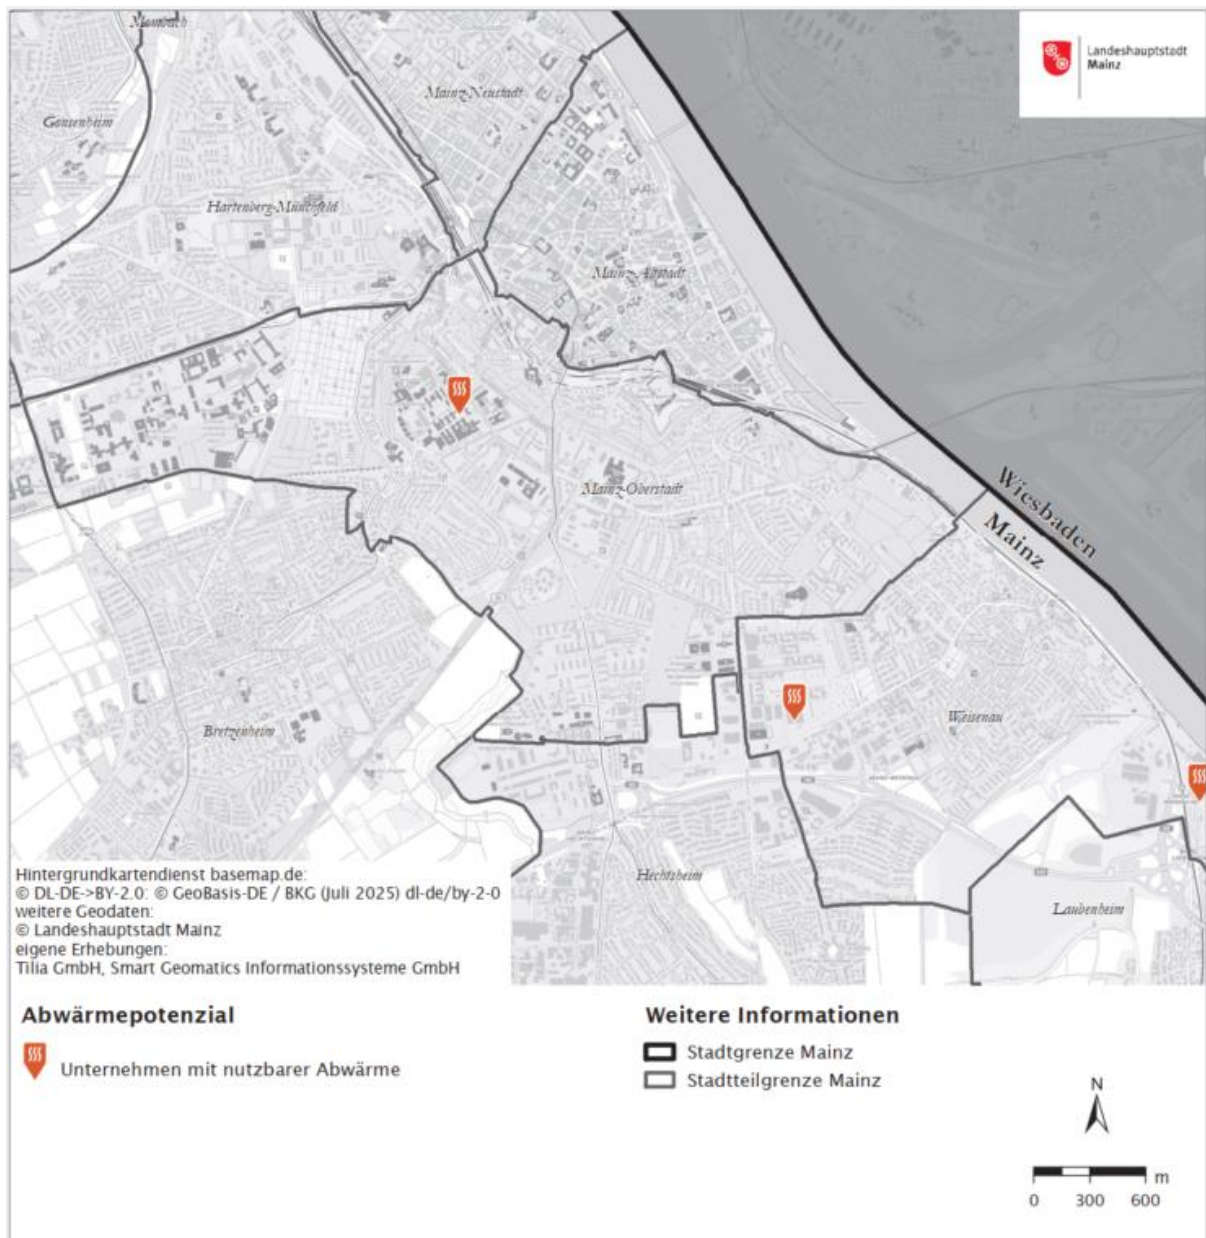 Mombach
Landeshauptstadt
Mainz
Mainz-Neustadt
Gonsenheim
Hartenberg-Münchfeld
Mainz-Altstadt
Mainz-Oberstadt
Wiesbaden
Mainz
Weisenau
Bretzenheim
Hechtsheim
Laubenheim
Hintergrundkartendienst basemap.de:
© DL-DE->BY-2.0: © GeoBasis-DE / BKG (Juli 2025) dl-de/by-2-0
weitere Geodaten:
© Landeshauptstadt Mainz
eigene Erhebungen:
Tilia GmbH, Smart Geomatics Informationssysteme GmbH
Abwärmepotenzial
Unternehmen mit nutzbarer Abwärme
Weitere Informationen
Stadtgrenze Mainz
Stadtteilgrenze Mainz
N
m
0 300 600